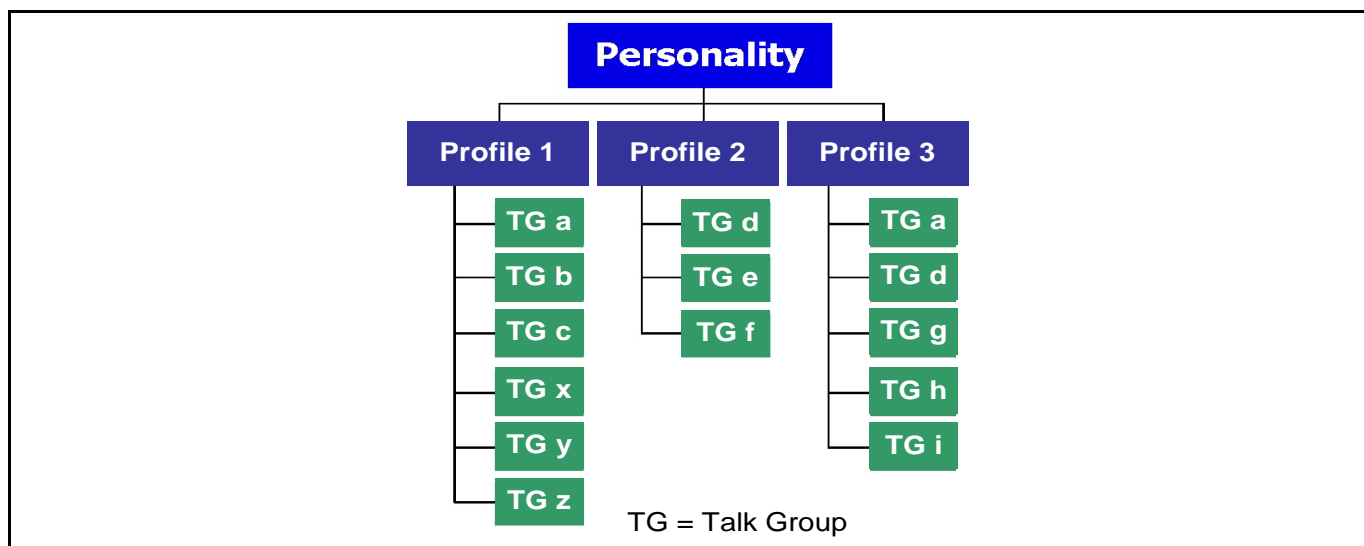 Personality
Profile 1
TG a
TG b
TG c
TG x
TG y
TG z
Profile 2
TG d
TG e
TG f
Profile 3
TG a
TG d
TG g
TG h
TG i
TG = Talk Group